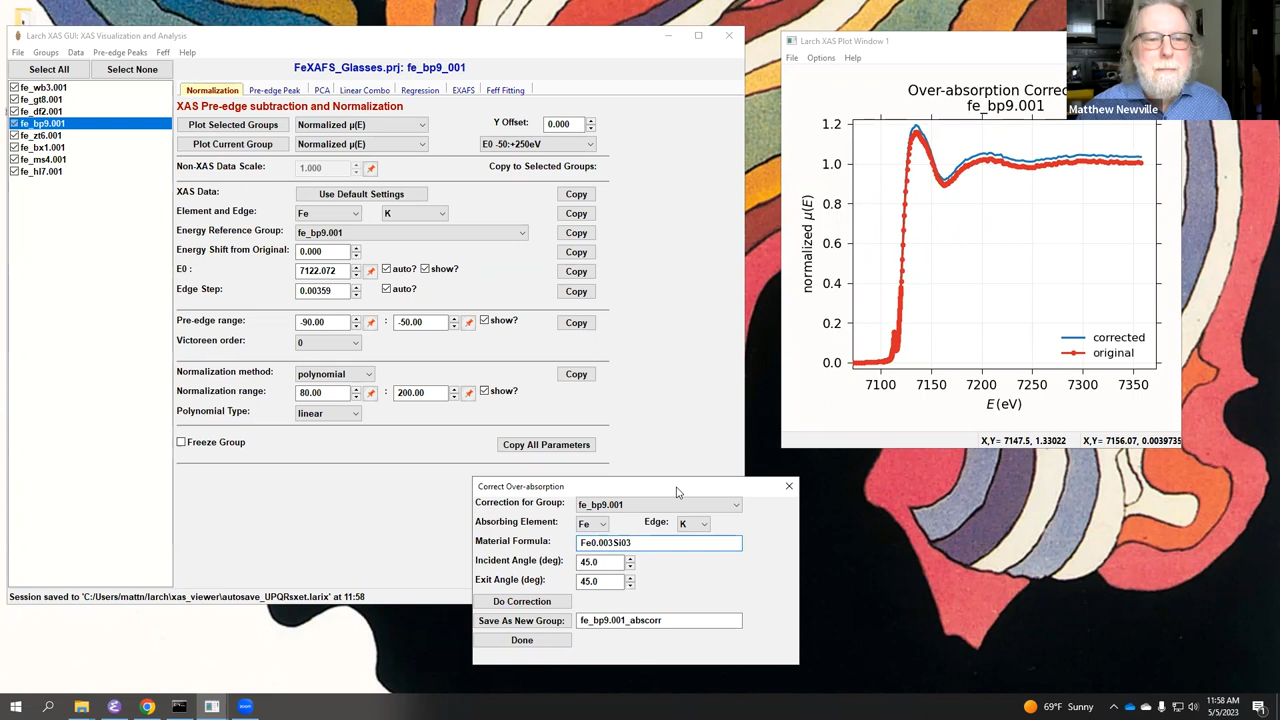 Larch XAS GUI: XAS Visualization and Analysis
File Groups Data Pre-edge Peaks Feff Help
Select All Select None
FeXAFS_Glasses.prj: fe_bp9_001
fe_wb3.001
fe_gt8.001
fe_df2.001
fe_bp9.001
fe_zt6.001
fe_bx1.001
fe_ms4.001
fe_hl7.001
Normalization Pre-edge Peak PCA Linear Combo Regression EXAFS Feff Fitting
XAS Pre-edge subtraction and Normalization
Plot Selected Groups Normalized μ(E) Y Offset: 0.000
Plot Current Group Normalized μ(E) E0 -50:+250eV
Non-XAS Data Scale: 1.000 Copy to Selected Groups:
XAS Data: Use Default Settings Copy
Element and Edge: Fe K Copy
Energy Reference Group: fe_bp9.001 Copy
Energy Shift from Original: 0.000 Copy
E0 : 7122.072 auto? show? Copy
Edge Step: 0.00359 auto? Copy
Pre-edge range: -90.00 : -50.00 show? Copy
Victoreen order: 0
Normalization method: polynomial Copy
Normalization range: 80.00 : 200.00 show?
Polynomial Type: linear
Freeze Group Copy All Parameters
Session saved to 'C:/Users/mattn/larch\xas_viewer/autosave_UPQRsxet.larix' at 11:58
Larch XAS Plot Window 1
File Options Help
Over-absorption Correc
fe_bp9.001
normalized μ(E)
1.2
1.0
0.8
0.6
0.4
0.2
0.0
corrected
original
7100 7150 7200 7250 7300 7350
E (eV)
X,Y= 7147.5, 1.33022 X,Y= 7156.07, 0.0039735
Matthew Newville
Correct Over-absorption
Correction for Group: fe_bp9.001
Absorbing Element: Fe Edge: K
Material Formula: Fe0.003SiO3
Incident Angle (deg): 45.0
Exit Angle (deg): 45.0
Do Correction
Save As New Group: fe_bp9.001_abscorr
Done
69°F Sunny
11:58 AM
5/5/2023